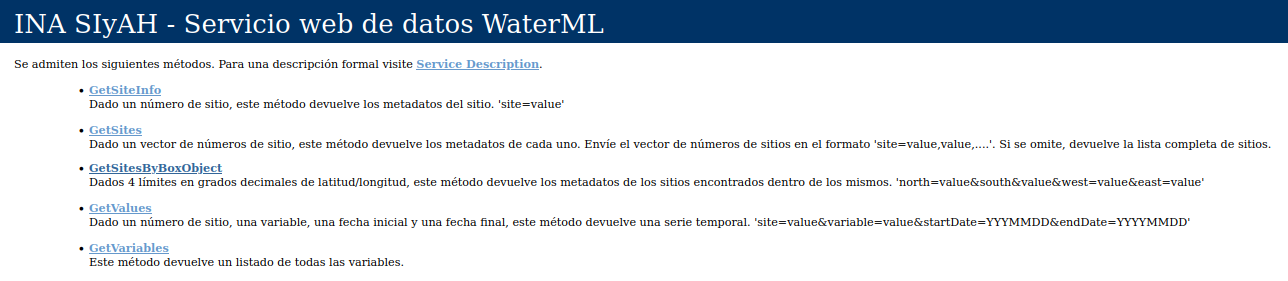 INA SIyAH - Servicio web de datos WaterML
Se admiten los siguientes métodos. Para una descripción formal visite Service Description.
• GetSiteInfo
Dado un número de sitio, este método devuelve los metadatos del sitio. 'site=value'
• GetSites
Dado un vector de números de sitio, este método devuelve los metadatos de cada uno. Envíe el vector de números de sitios en el formato 'site=value,value,....'. Si se omite, devuelve la lista completa de sitios.
• GetSitesByBoxObject
Dados 4 límites en grados decimales de latitud/longitud, este método devuelve los metadatos de los sitios encontrados dentro de los mismos. 'north=value&south&value&west=value&east=value'
• GetValues
Dado un número de sitio, una variable, una fecha inicial y una fecha final, este método devuelve una serie temporal. 'site=value&variable=value&startDate=YYYMMDD&endDate=YYYYMMDD'
• GetVariables
Este método devuelve un listado de todas las variables.